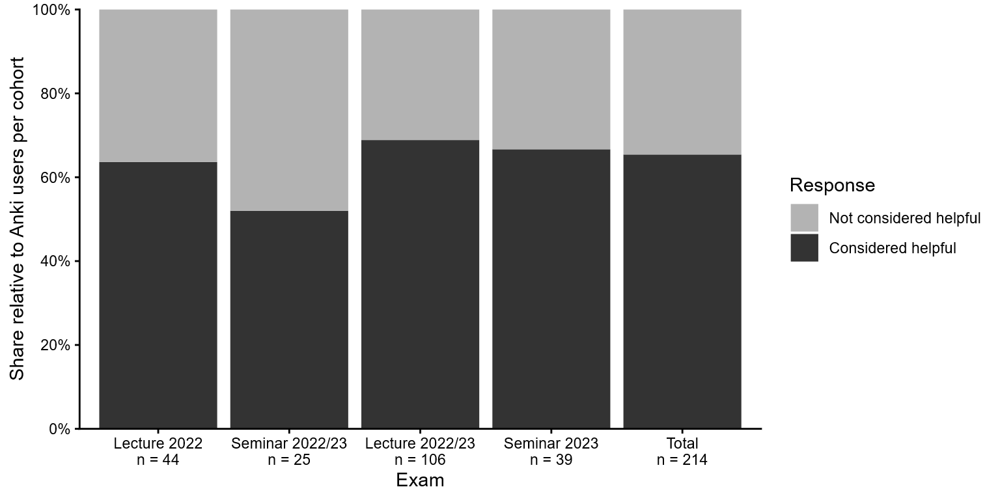 Share relative to Anki users per cohort
100%
80%
60%
40%
20%
0%
Lecture 2022
n = 44
Seminar 2022/23
n = 25
Lecture 2022/23
n = 106
Seminar 2023
n = 39
Total
n = 214
Exam
Response
Not considered helpful
Considered helpful